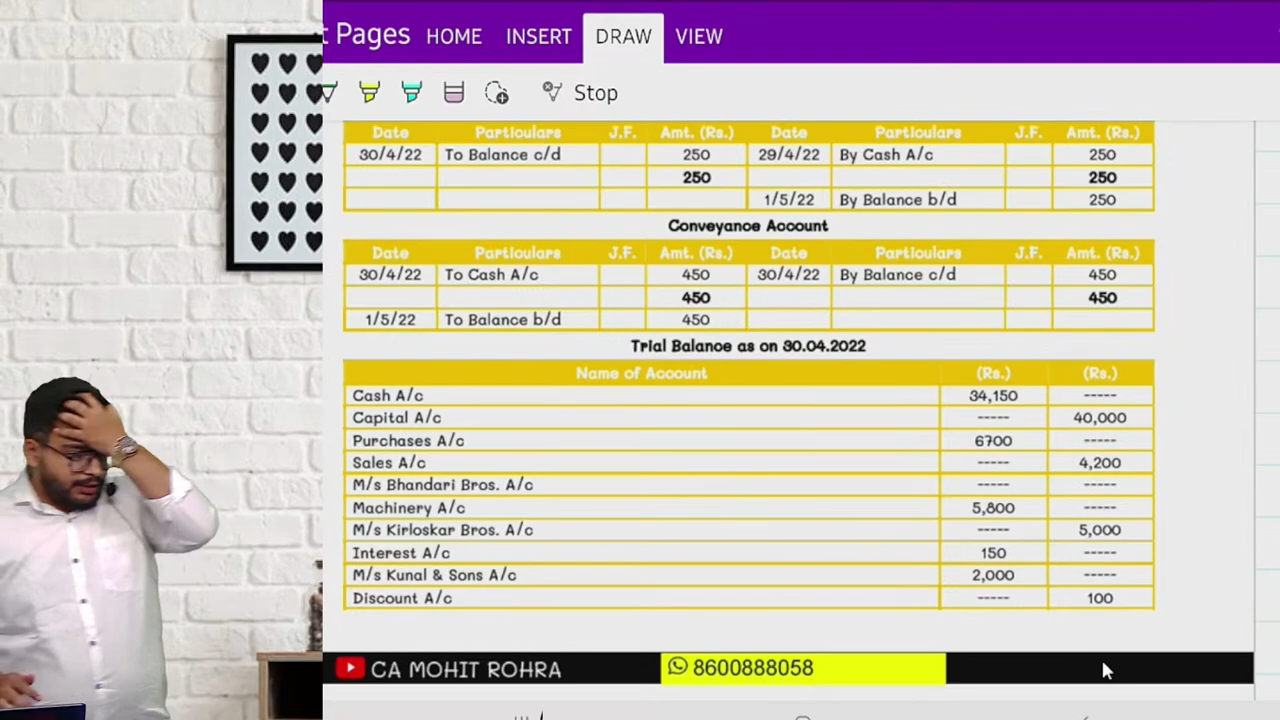 t Pages HOME INSERT DRAW VIEW
Stop
Date Particulars J.F. Amt. (Rs.) Date Particulars J.F. Amt. (Rs.)
30/4/22 To Balance c/d 250 29/4/22 By Cash A/c 250
250 250
1/5/22 By Balance b/d 250
Conveyance Account
Date Particulars J.F. Amt. (Rs.) Date Particulars J.F. Amt. (Rs.)
30/4/22 To Cash A/c 450 30/4/22 By Balance c/d 450
450 450
1/5/22 To Balance b/d 450
Trial Balance as on 30.04.2022
Name of Account (Rs.) (Rs.)
Cash A/c 34,150 -----
Capital A/c ----- 40,000
Purchases A/c 6700 -----
Sales A/c ----- 4,200
M/s Bhandari Bros. A/c ----- -----
Machinery A/c 5,800 -----
M/s Kirloskar Bros. A/c ----- 5,000
Interest A/c 150 -----
M/s Kunal & Sons A/c 2,000 -----
Discount A/c ----- 100
CA MOHIT ROHRA 8600888058